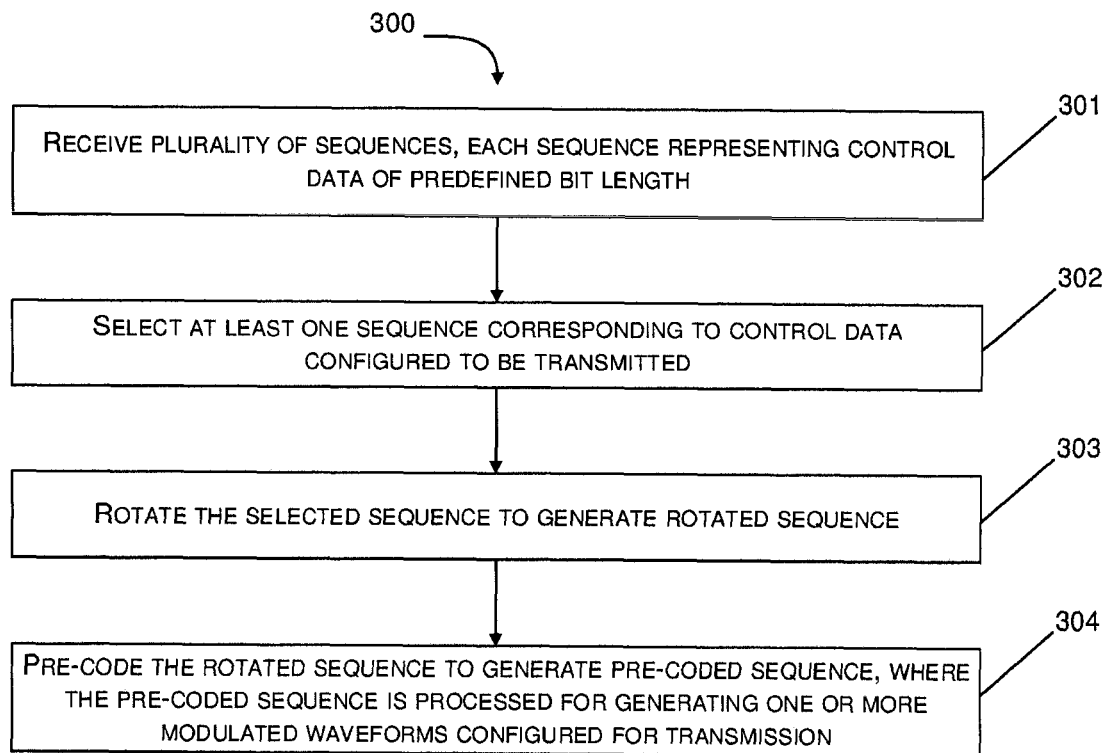 300
301
RECEIVE PLURALITY OF SEQUENCES, EACH SEQUENCE REPRESENTING CONTROL
DATA OF PREDEFINED BIT LENGTH
302
SELECT AT LEAST ONE SEQUENCE CORRESPONDING TO CONTROL DATA
CONFIGURED TO BE TRANSMITTED
303
ROTATE THE SELECTED SEQUENCE TO GENERATE ROTATED SEQUENCE
304
PRE-CODE THE ROTATED SEQUENCE TO GENERATE PRE-CODED SEQUENCE, WHERE
THE PRE-CODED SEQUENCE IS PROCESSED FOR GENERATING ONE OR MORE
MODULATED WAVEFORMS CONFIGURED FOR TRANSMISSION